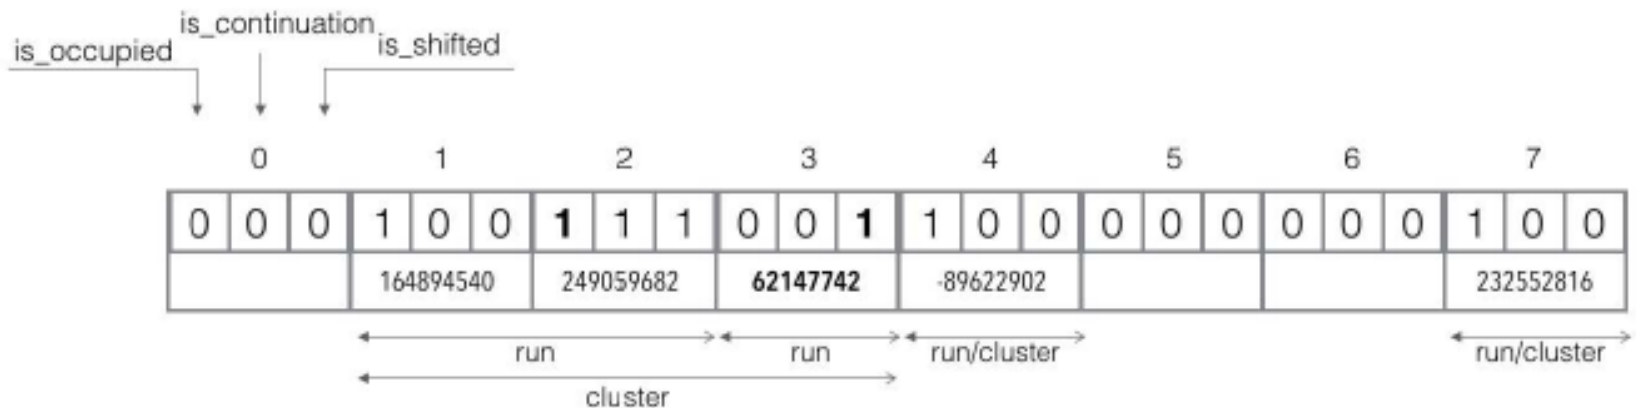 is_continuation
is_occupied
is_shifted
0 1 2 3 4 5 6 7
0 0 0 1 0 0 1 1 1 0 0 1 1 0 0 0 0 0 0 0 0 1 0 0
164894540 249059682 62147742 -89622902 232552816
run run run/cluster run/cluster
cluster